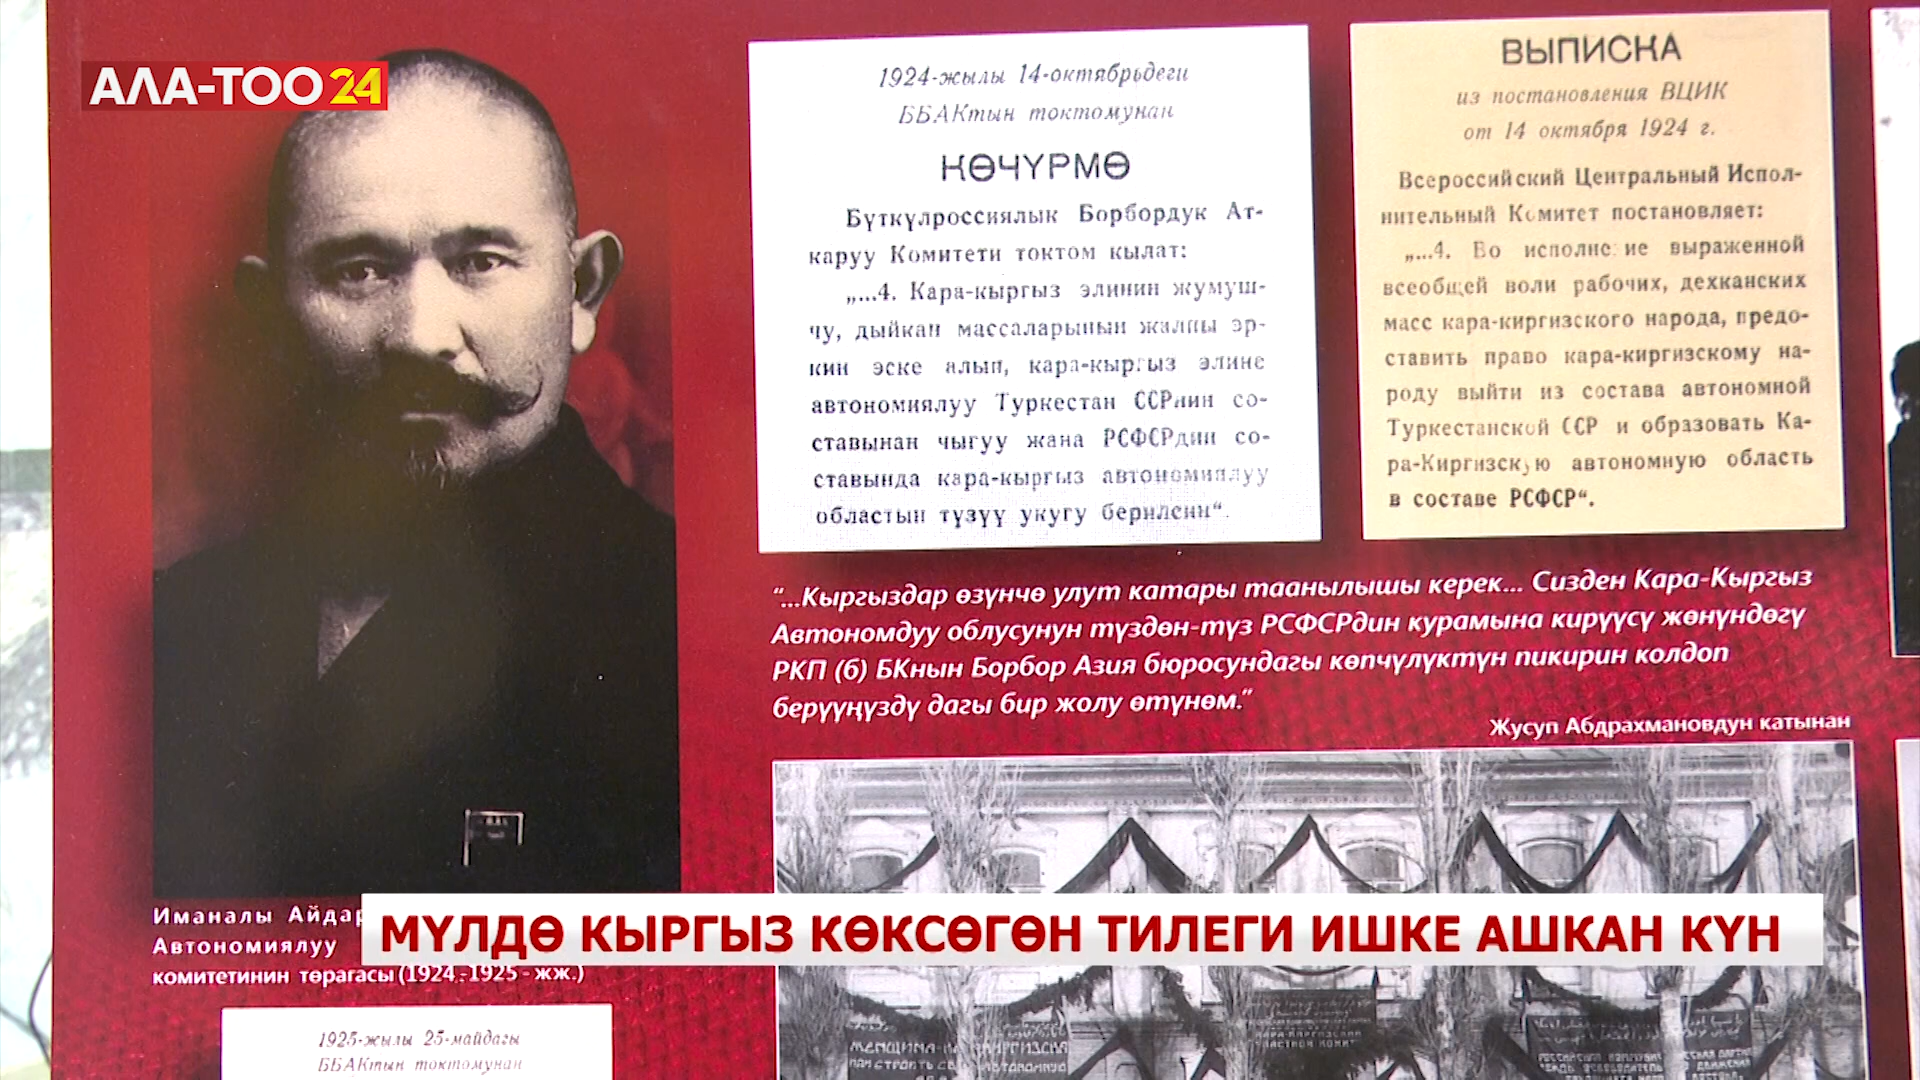 АЛА-ТОО 24
1924-жылы 14-октябрьдеги
ББАКтын токтомунан
КӨЧҮРМӨ
Бүткүлроссиялык Борбордук Ат-
каруу Комитети токтом кылат:
„...4. Кара-кыргыз элинин жумуш-
чу, дыйкан массаларынын жалпы эр-
кин эске алып, кара-кыргыз элине
автономиялуу Туркестан ССРнин со-
ставынан чыгуу жана РСФСРдин со-
ставында кара-кыргыз автономиялуу
областын түзүү укугу берилсин“.
ВЫПИСКА
из постановления ВЦИК
от 14 октября 1924 г.
Всероссийский Центральный Испол-
нительный Комитет постановляет:
„...4. Во исполнение выраженной
всеобщей воли рабочих, дехканских
масс кара-киргизского народа, предо-
ставить право кара-киргизскому на-
роду выйти из состава автономной
Туркестанской ССР и образовать Ка-
ра-Киргизскую автономную область
в составе РСФСР“.
“...Кыргыздар өзүнчө улут катары таанылышы керек... Сизден Кара-Кыргыз
Автономдуу облусунун түздөн-түз РСФСРдин курамына кирүүсү жөнүндөгү
РКП (б) БКнын Борбор Азия бюросундагы көпчүлүктүн пикирин колдоп
берүүңүздү дагы бир жолу өтүнөм.”
Жусуп Абдрахмановдун катынан
Иманалы Айдар
Автономиялуу
комитетинин төрагасы (1924 - 1925 - жж.)
МҮЛДӨ КЫРГЫЗ КӨКСӨГӨН ТИЛЕГИ ИШКЕ АШКАН КҮН
1925-жылы 25-майдагы
ББАКтын токтомунан